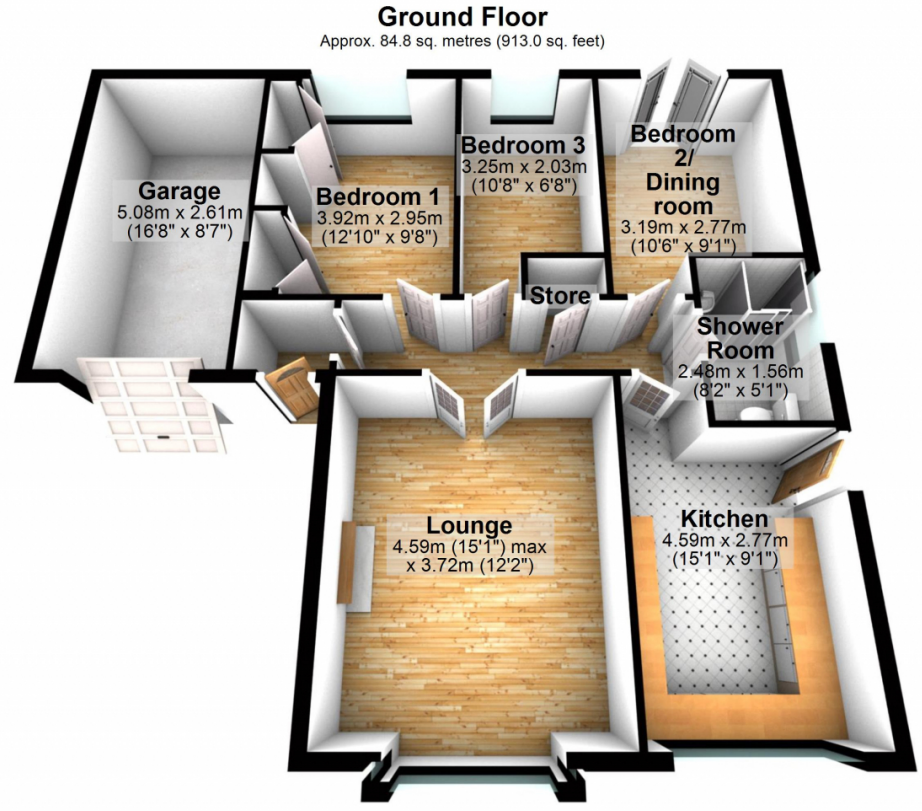 Ground Floor
Approx. 84.8 sq. metres (913.0 sq. feet)
Garage
5.08m x 2.61m
(16'8" x 8'7")
Bedroom 1
3.92m x 2.95m
(12'10" x 9'8")
Bedroom 3
3.25m x 2.03m
(10'8" x 6'8")
Bedroom
2/
Dining
room
3.19m x 2.77m
(10'6" x 9'1")
Store
Shower
Room
2.48m x 1.56m
(8'2" x 5'1")
Lounge
4.59m (15'1") max
x 3.72m (12'2")
Kitchen
4.59m x 2.77m
(15'1" x 9'1")